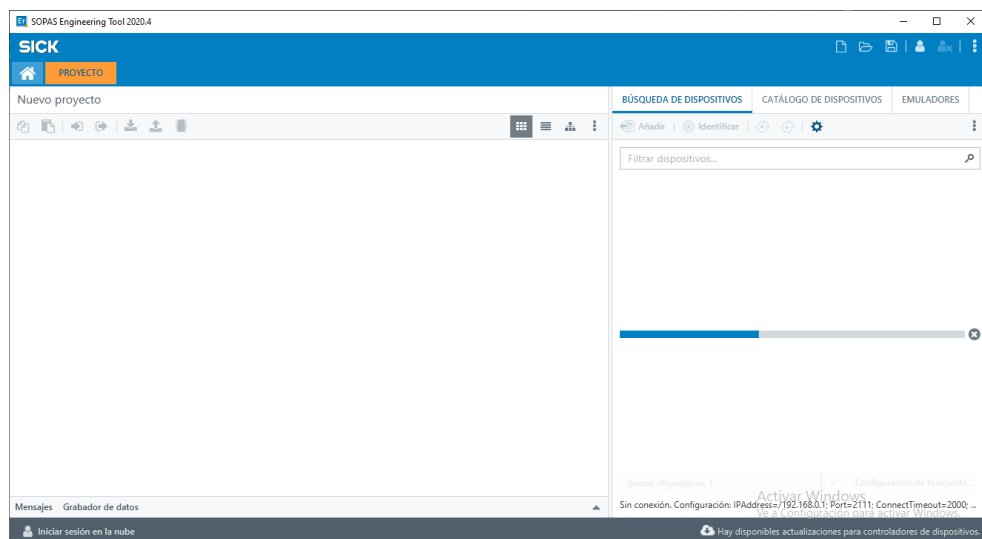 SOPAS Engineering Tool 2020.4
SICK
PROYECTO
Nuevo proyecto
BÚSQUEDA DE DISPOSITIVOS
CATÁLOGO DE DISPOSITIVOS
EMULADORES
Añadir
Identificar
Filtrar dispositivos...
Buscar dispositivos
Configuración de búsqueda...
Activar Windows
Sin conexión. Configuración: IPAddress=/192.168.0.1; Port=2111; ConnectTimeout=2000; ...
Ve a Configuración para activar Windows.
Mensajes Grabador de datos
Iniciar sesión en la nube
Hay disponibles actualizaciones para controladores de dispositivos.